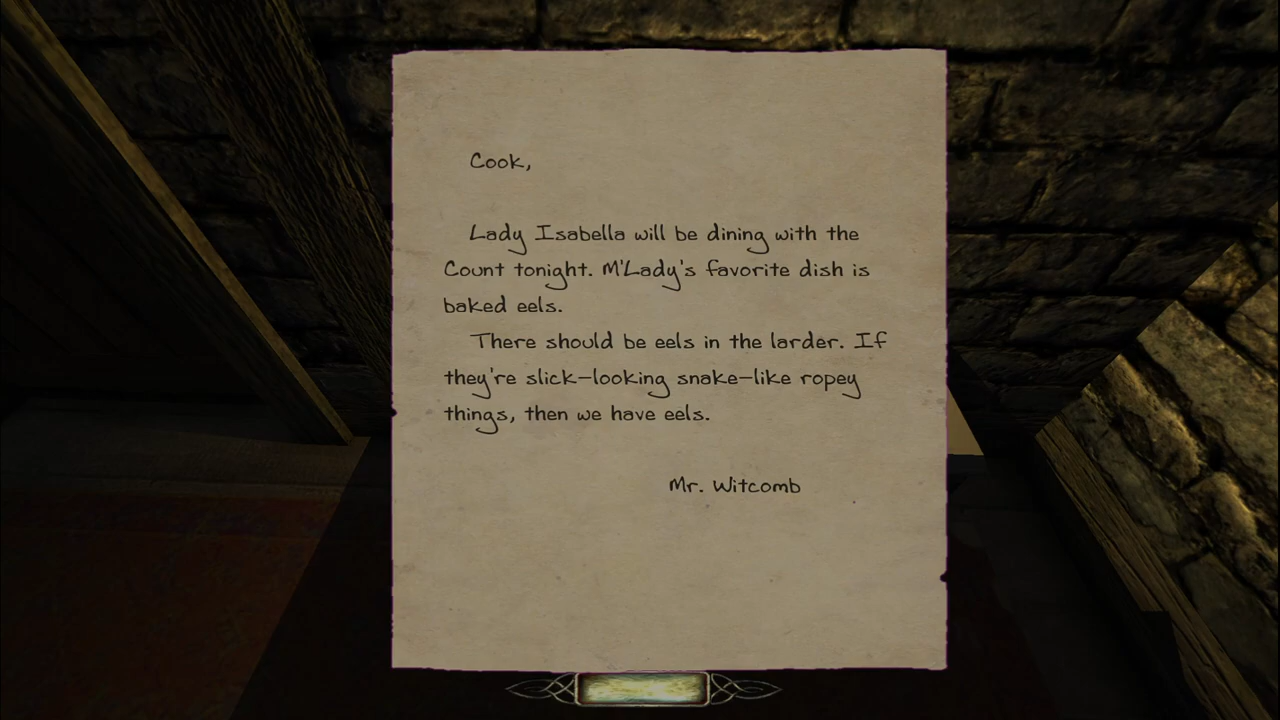 Cook,
Lady Isabella will be dining with the
Count tonight. M'Lady's favorite dish is
baked eels.
There should be eels in the larder. If
they're slick-looking snake-like ropey
things, then we have eels.
Mr. Witcomb